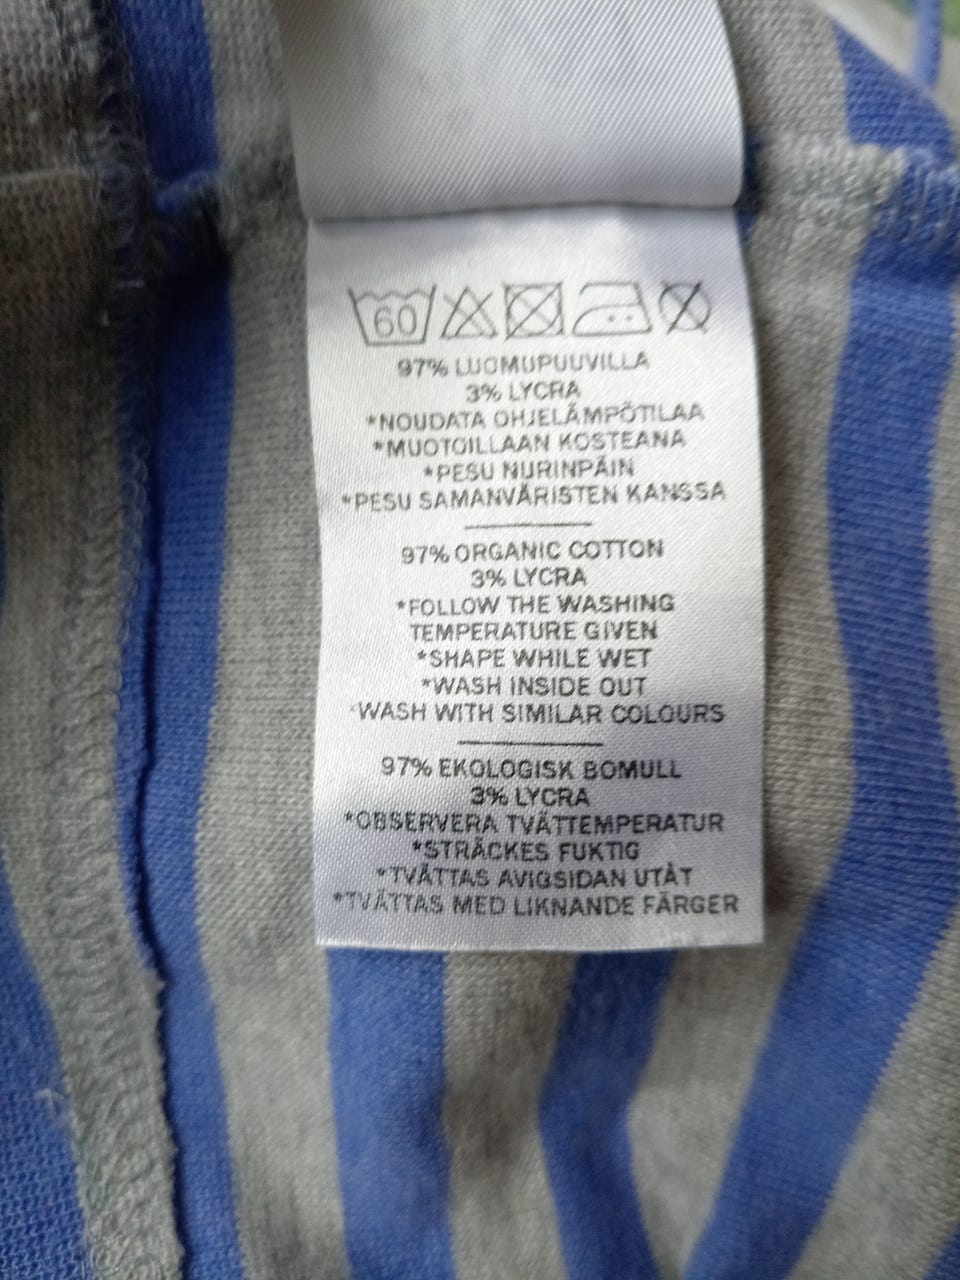 60
97% LUOMUPUUVILLA
3% LYCRA
*NOUDATA OHJELÄMPÖTILAA
*MUOTOILLAAN KOSTEANA
*PESU NURINPÄIN
*PESU SAMANVÄRISTEN KANSSA
97% ORGANIC COTTON
3% LYCRA
*FOLLOW THE WASHING
TEMPERATURE GIVEN
*SHAPE WHILE WET
*WASH INSIDE OUT
*WASH WITH SIMILAR COLOURS
97% EKOLOGISK BOMULL
3% LYCRA
*OBSERVERA TVÄTTEMPERATUR
*STRÄCKES FUKTIG
*TVÄTTAS AVIGSIDAN UTÅT
*TVÄTTAS MED LIKNANDE FÄRGER